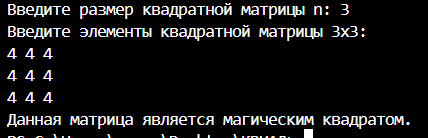 Введите размер квадратной матрицы n: 3
Введите элементы квадратной матрицы 3x3:
4 4 4
4 4 4
4 4 4
Данная матрица является магическим квадратом.